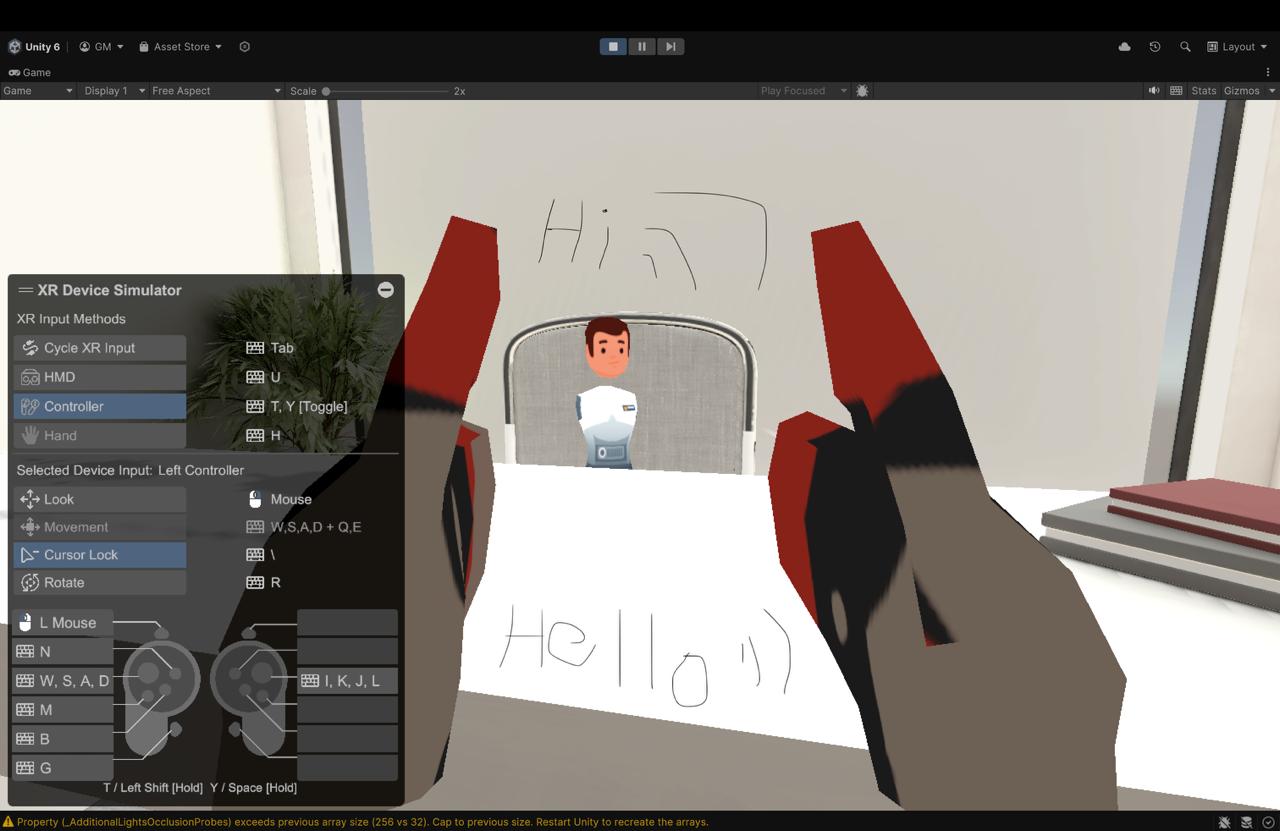 Unity 6
GM
Asset Store
Layout
Game
Game
Display 1
Free Aspect
Scale
2x
Play Focused
Stats
Gizmos
Hi
XR Device Simulator
XR Input Methods
Cycle XR Input
Tab
HMD
U
Controller
T, Y [Toggle]
Hand
H
Selected Device Input: Left Controller
Look
Mouse
Movement
W,S,A,D + Q,E
Cursor Lock
\
Rotate
R
L Mouse
N
W, S, A, D
I, K, J, L
M
B
G
T / Left Shift [Hold] Y / Space [Hold]
Hello :))
Property (_AdditionalLightsOcclusionProbes) exceeds previous array size (256 vs 32). Cap to previous size. Restart Unity to recreate the arrays.